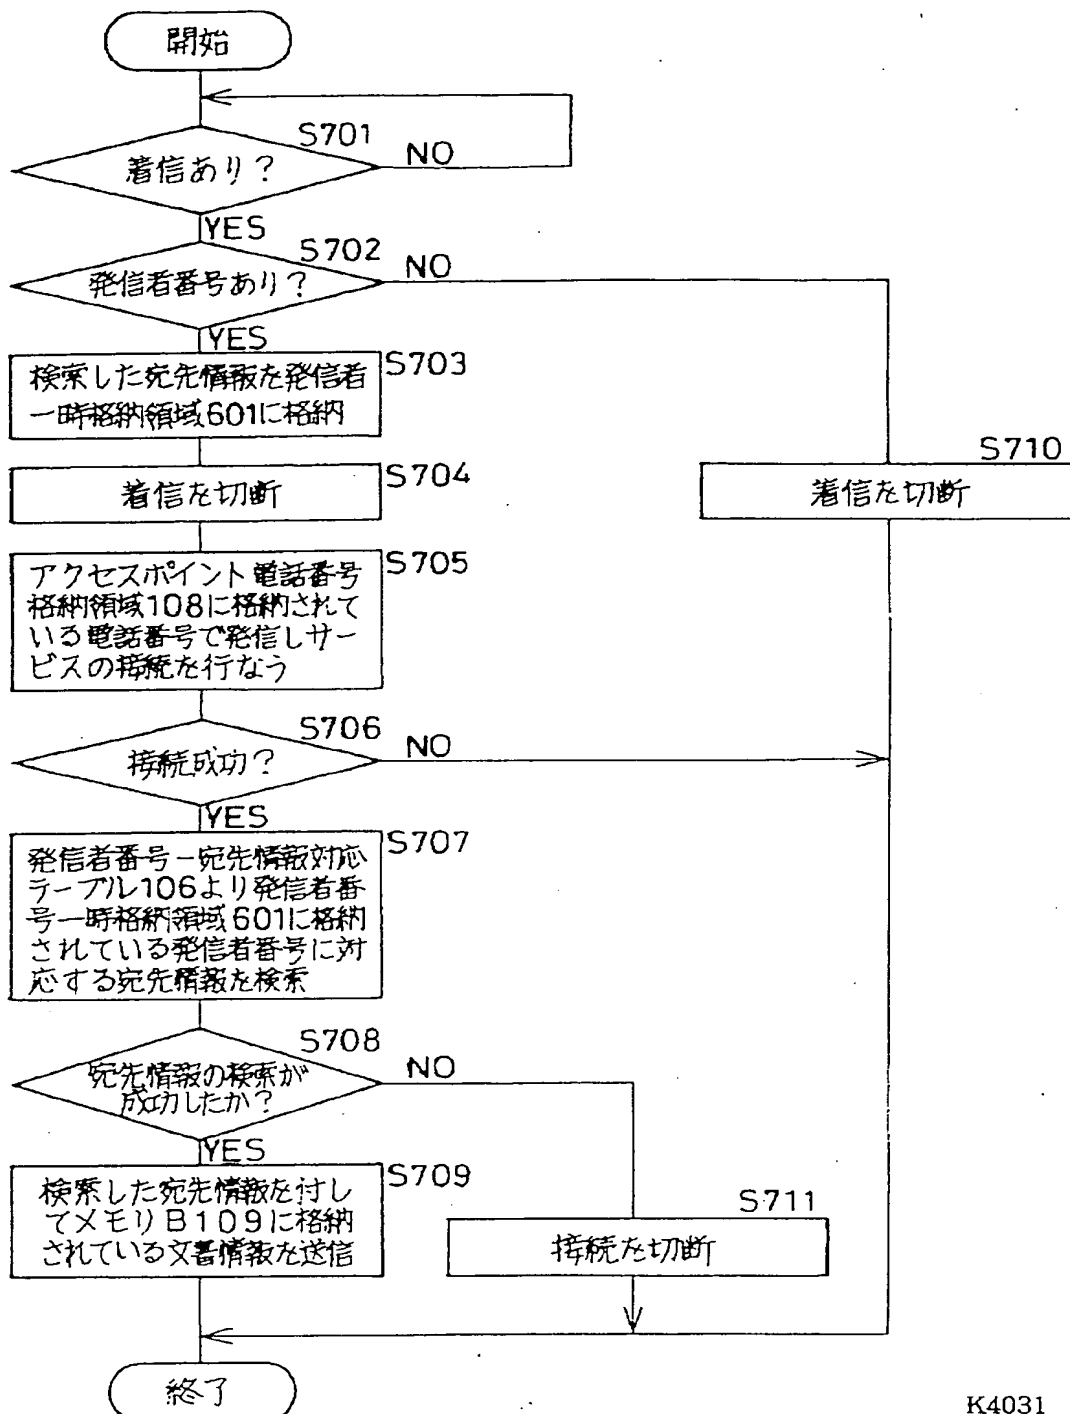 開始
S701
着信あり?
NO
YES
S702
発信者番号あり?
NO
YES
S703
検索した宛先情報を発信者
一時格納領域601に格納
S704
着信を切断
S710
着信を切断
S705
アクセスポイント電話番号
格納領域108に格納されて
いる電話番号で発信しサー
ビスの接続を行なう
S706
接続成功?
NO
YES
S707
発信者番号-宛先情報対応
テーブル106より発信者番
号一時格納領域601に格納
されている発信者番号に対
応する宛先情報を検索
S708
宛先情報の検索が
成功したか?
NO
YES
S709
検索した宛先情報を付し
てメモリB109に格納
されている文書情報を送信
S711
接続を切断
終了
K4031